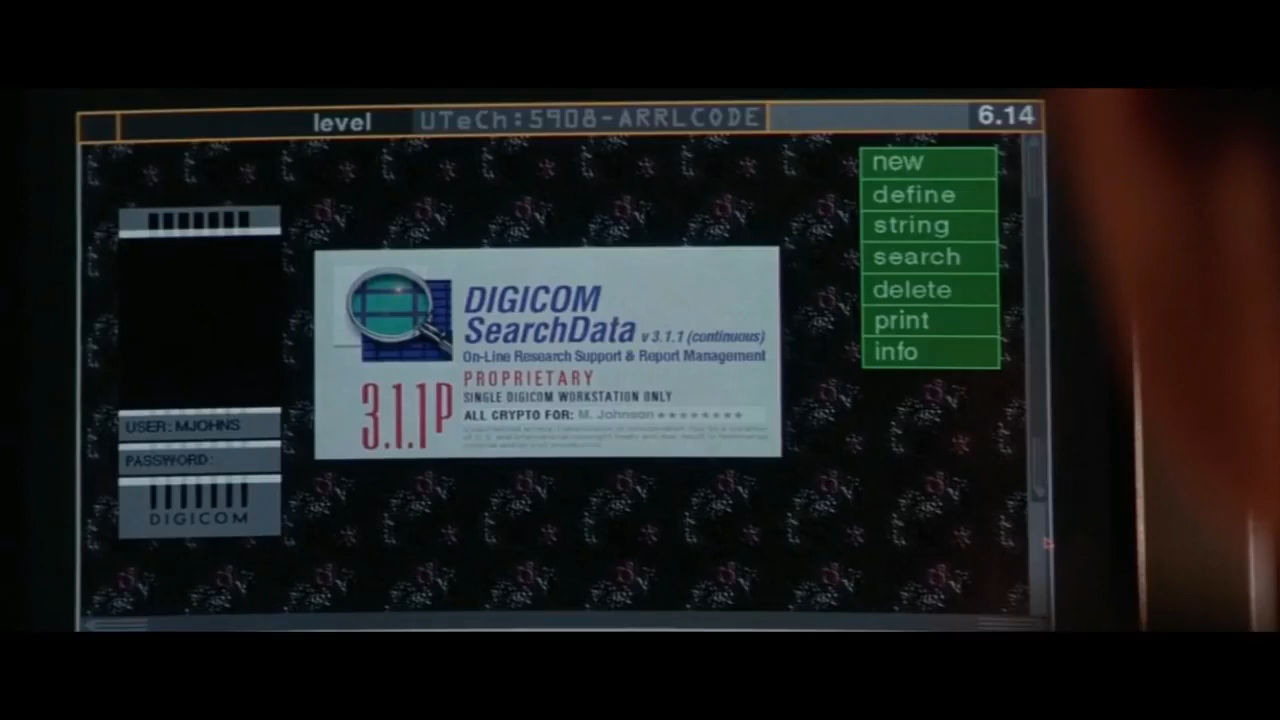 level UTeCh:5908-ARRLCODE 6.14
new
define
string
search
delete
print
info
DIGICOM
SearchData v 3.1.1 (continuous)
On-Line Research Support & Report Management
3.1.1P
PROPRIETARY
SINGLE DIGICOM WORKSTATION ONLY
ALL CRYPTO FOR: M. Johnson ********
USER: MJOHNS
PASSWORD:
DIGICOM